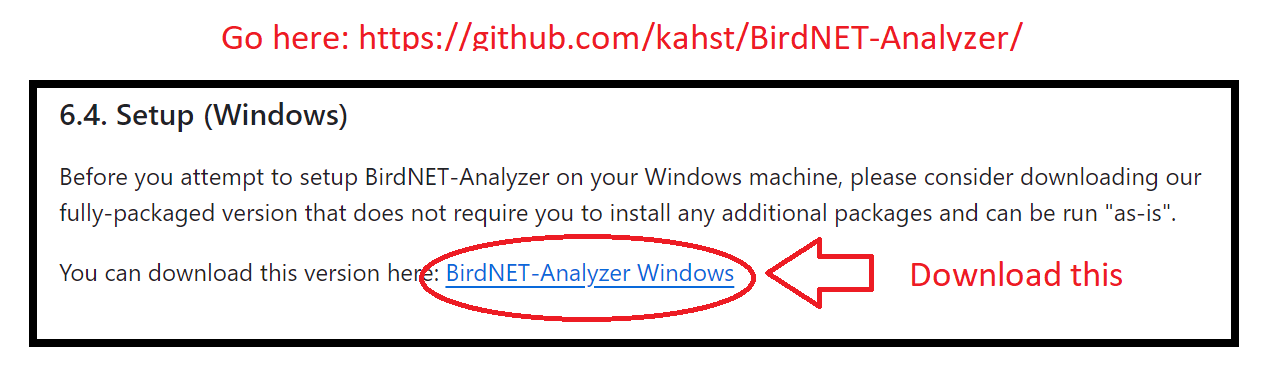 Go here: https://github.com/kahst/BirdNET-Analyzer/
6.4. Setup (Windows)
Before you attempt to setup BirdNET-Analyzer on your Windows machine, please consider downloading our
fully-packaged version that does not require you to install any additional packages and can be run "as-is".
You can download this version here: BirdNET-Analyzer Windows
Download this